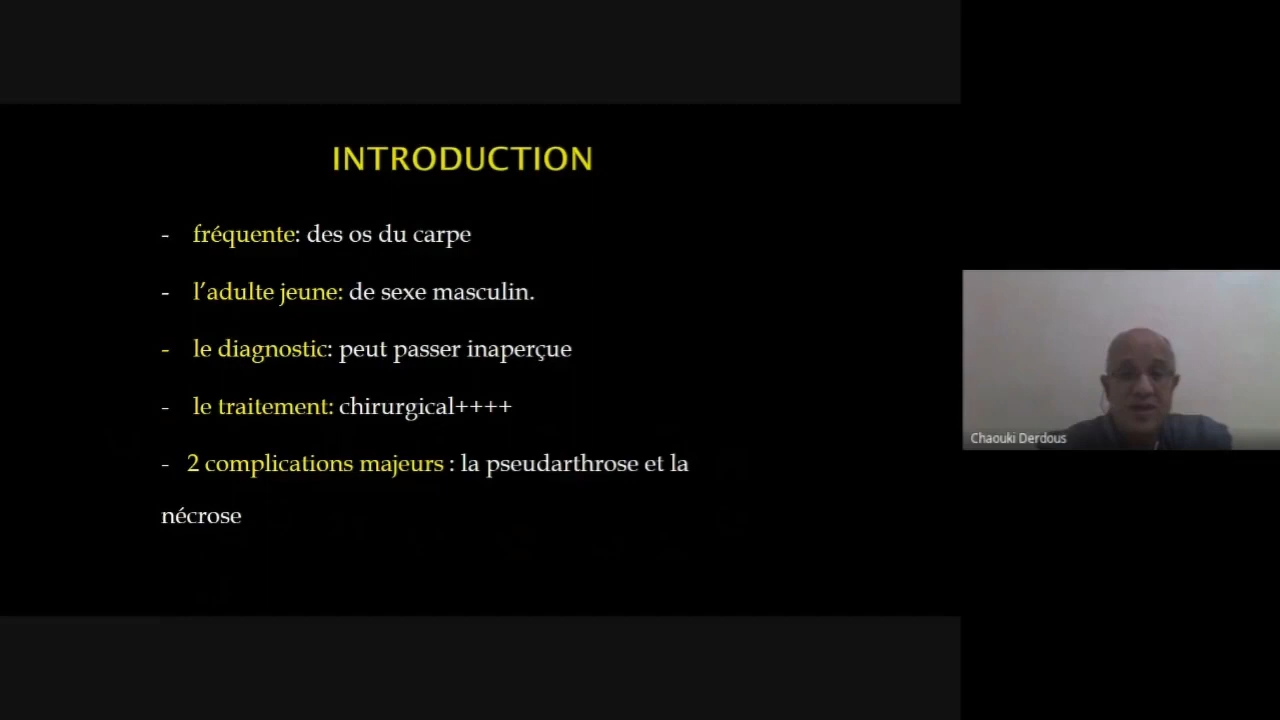 INTRODUCTION
- fréquente: des os du carpe
- l’adulte jeune: de sexe masculin.
- le diagnostic: peut passer inaperçue
- le traitement: chirurgical++++
- 2 complications majeurs : la pseudarthrose et la
nécrose
Chaouki Derdous